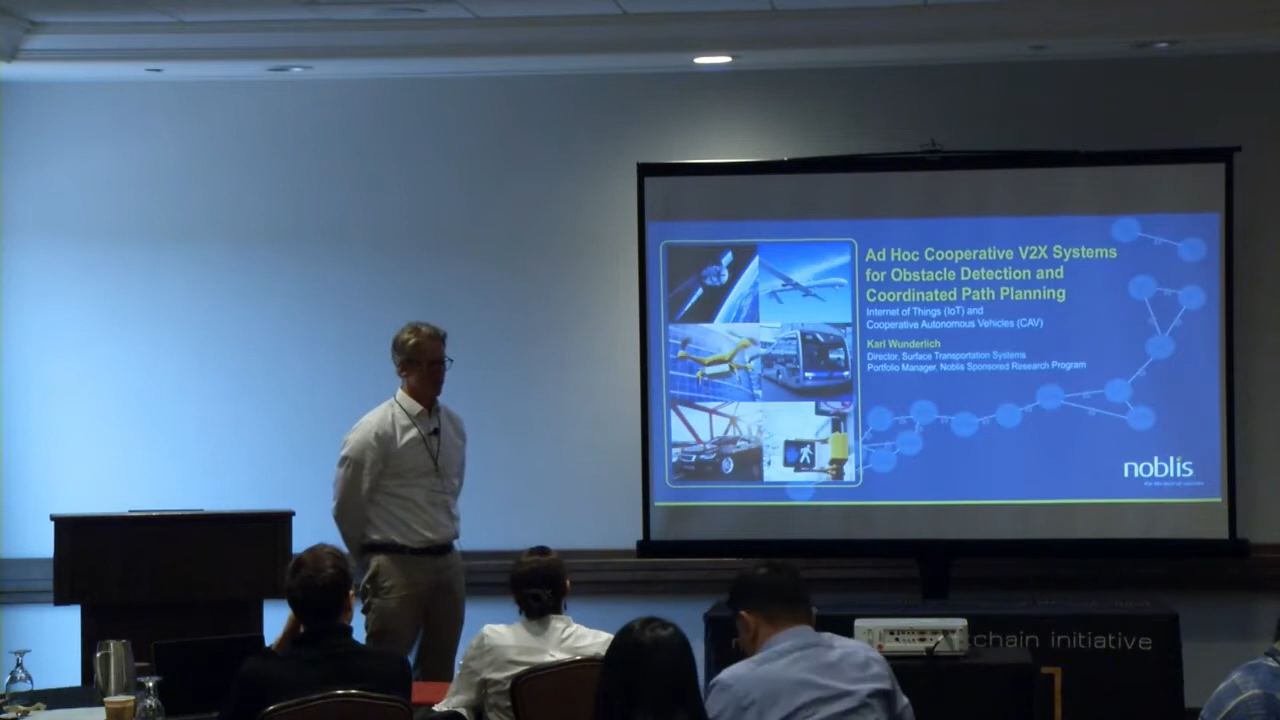 Ad Hoc Cooperative V2X Systems
for Obstacle Detection and
Coordinated Path Planning
Internet of Things (IoT) and
Cooperative Autonomous Vehicles (CAV)
Karl Wunderlich
Director, Surface Transportation Systems
Portfolio Manager, Noblis Sponsored Research Program
noblis
chain initiative